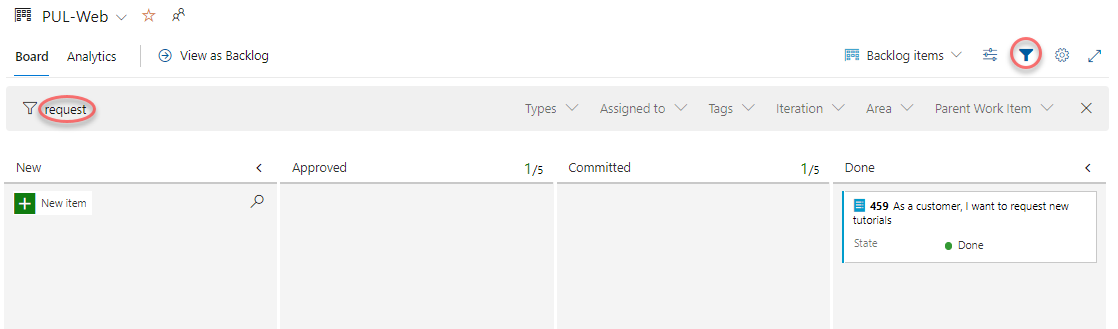 PUL-Web
Board Analytics View as Backlog Backlog items
request Types Assigned to Tags Iteration Area Parent Work Item
New Approved 1/5 Committed 1/5 Done
New item
459 As a customer, I want to request new
tutorials
State Done